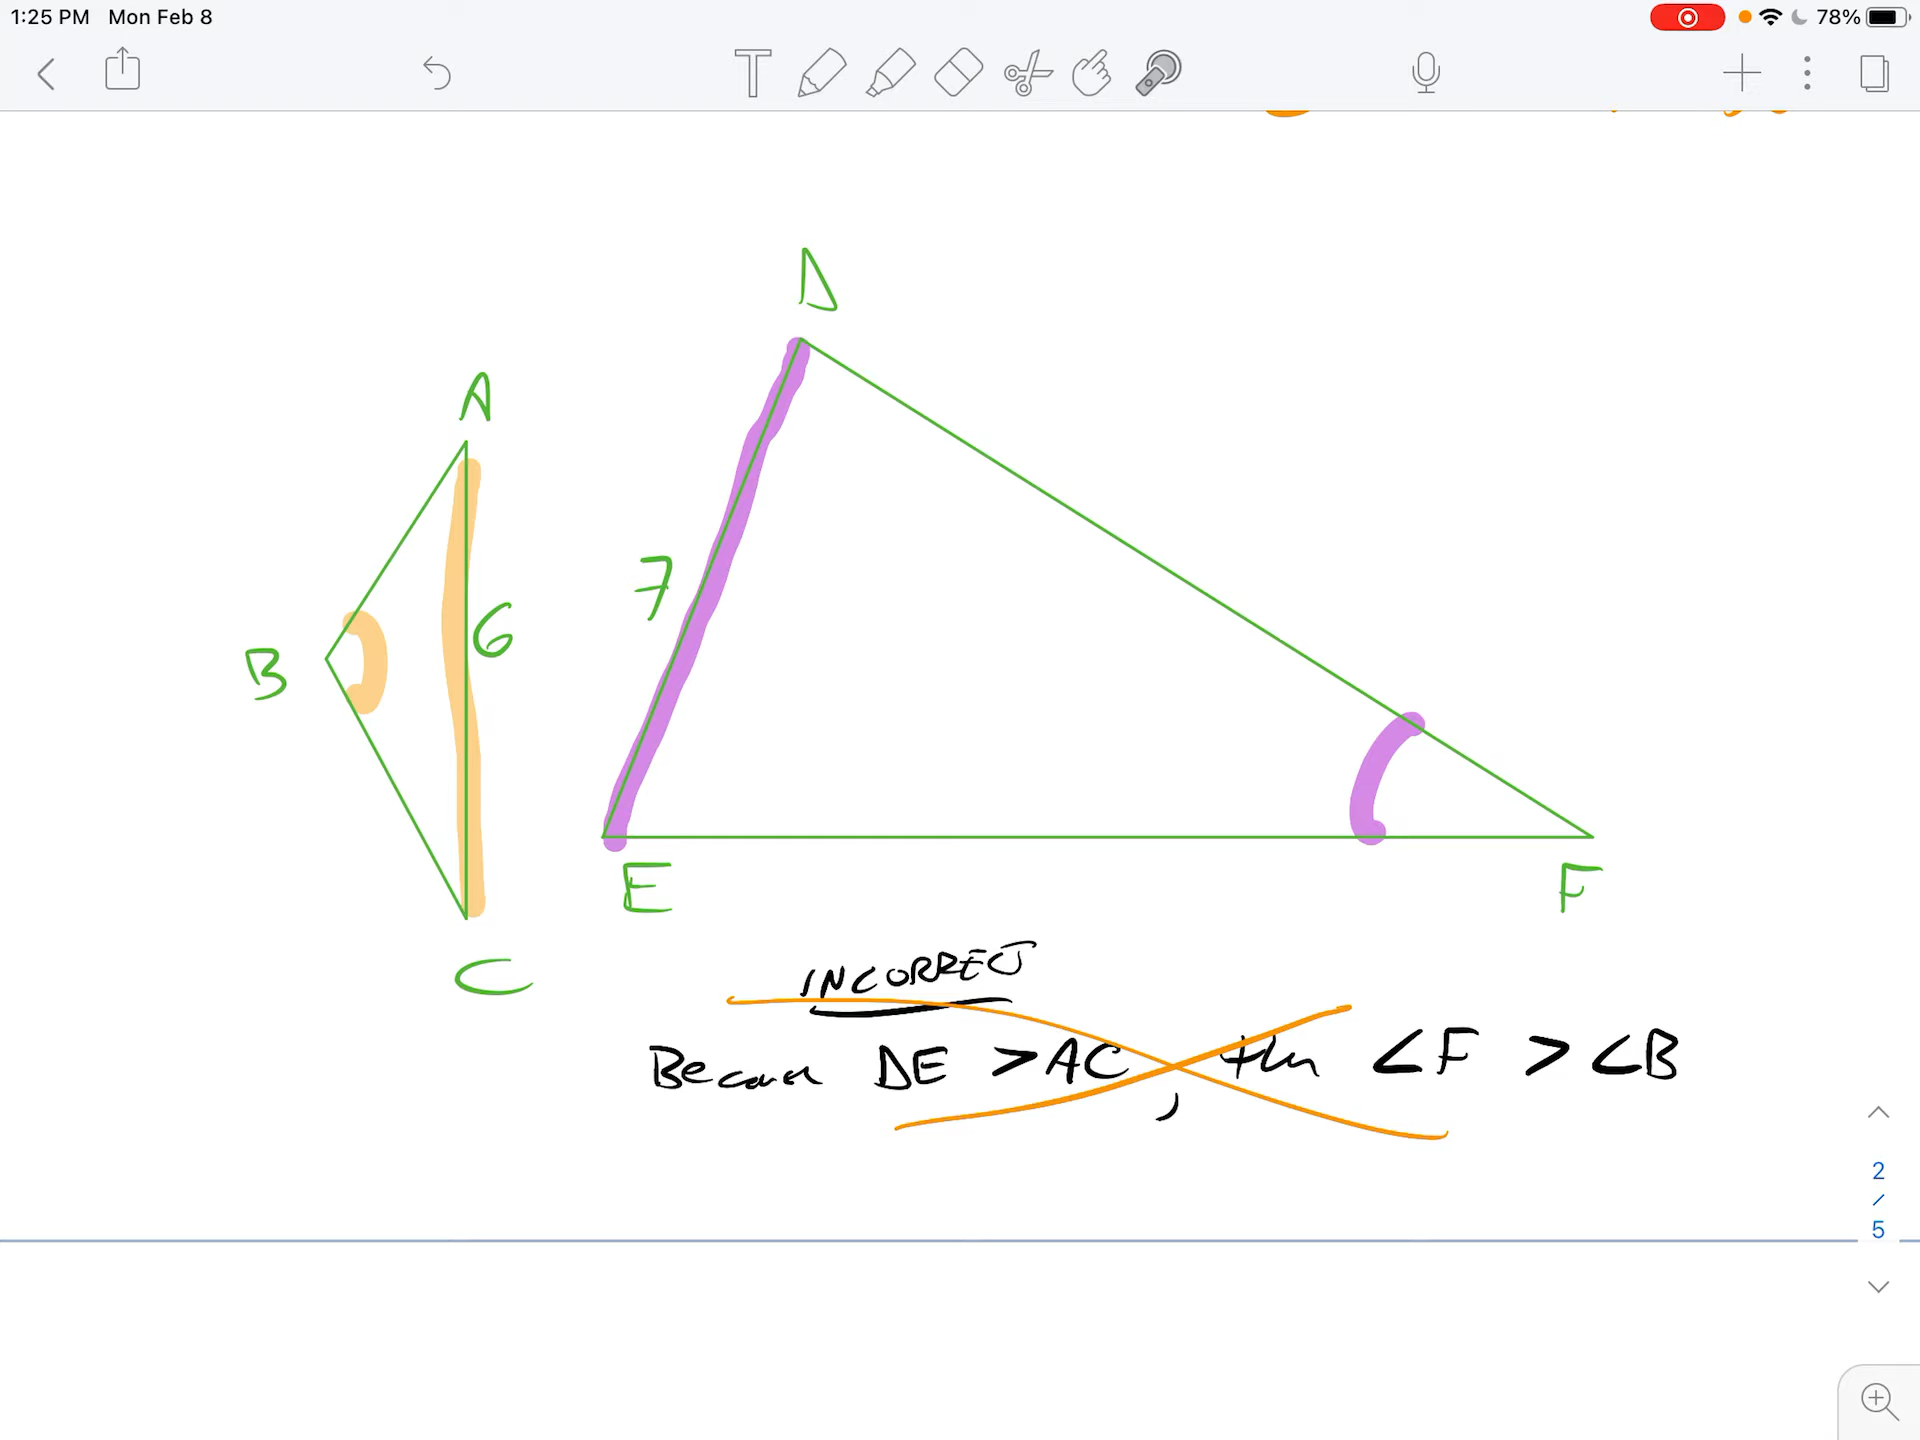 1:25 PM Mon Feb 8
78%
T
D
A
7
6
B
E
F
C
INCORRECT
Because DE > AC, then <F > <B
2
/
5